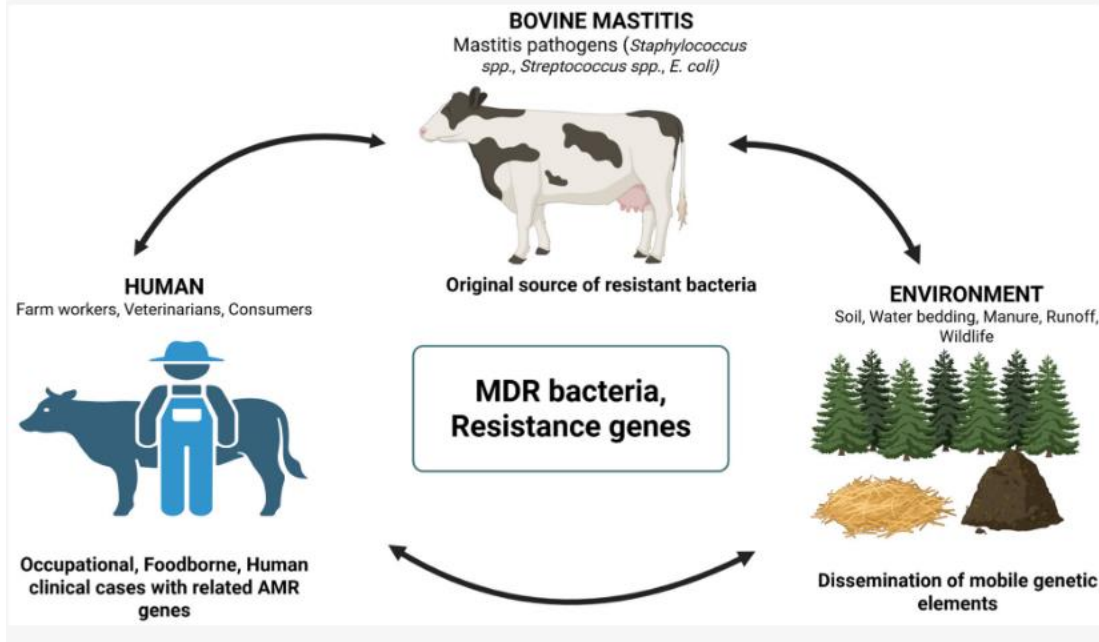 BOVINE MASTITIS
Mastitis pathogens (Staphylococcus
spp., Streptococcus spp., E. coli)
Original source of resistant bacteria
HUMAN
Farm workers, Veterinarians, Consumers
Occupational, Foodborne, Human
clinical cases with related AMR
genes
MDR bacteria,
Resistance genes
ENVIRONMENT
Soil, Water bedding, Manure, Runoff,
Wildlife
Dissemination of mobile genetic
elements